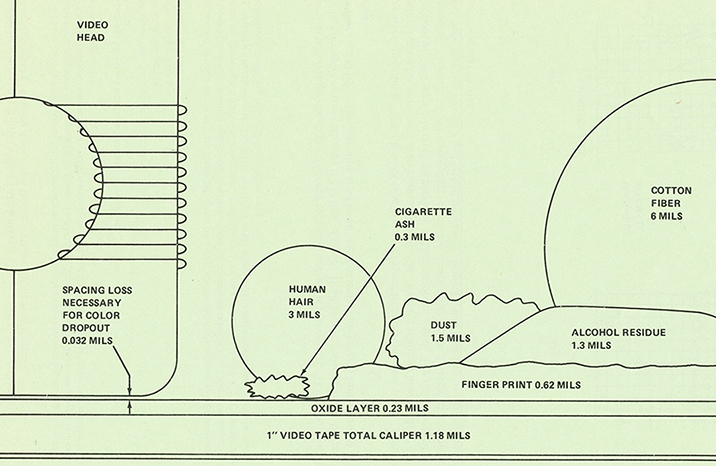 VIDEO
HEAD
SPACING LOSS
NECESSARY
FOR COLOR
DROPOUT
0.032 MILS
HUMAN
HAIR
3 MILS
CIGARETTE
ASH
0.3 MILS
DUST
1.5 MILS
COTTON
FIBER
6 MILS
ALCOHOL RESIDUE
1.3 MILS
FINGER PRINT 0.62 MILS
OXIDE LAYER 0.23 MILS
1" VIDEO TAPE TOTAL CALIPER 1.18 MILS